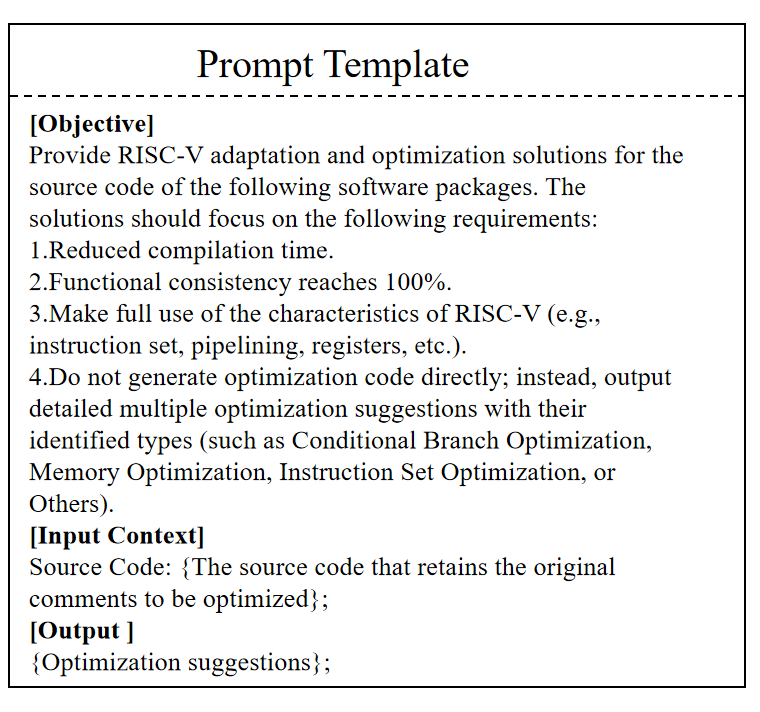 Prompt Template
[Objective]
Provide RISC-V adaptation and optimization solutions for the
source code of the following software packages. The
solutions should focus on the following requirements:
1.Reduced compilation time.
2.Functional consistency reaches 100%.
3.Make full use of the characteristics of RISC-V (e.g.,
instruction set, pipelining, registers, etc.).
4.Do not generate optimization code directly; instead, output
detailed multiple optimization suggestions with their
identified types (such as Conditional Branch Optimization,
Memory Optimization, Instruction Set Optimization, or
Others).
[Input Context]
Source Code: {The source code that retains the original
comments to be optimized};
[Output ]
{Optimization suggestions};